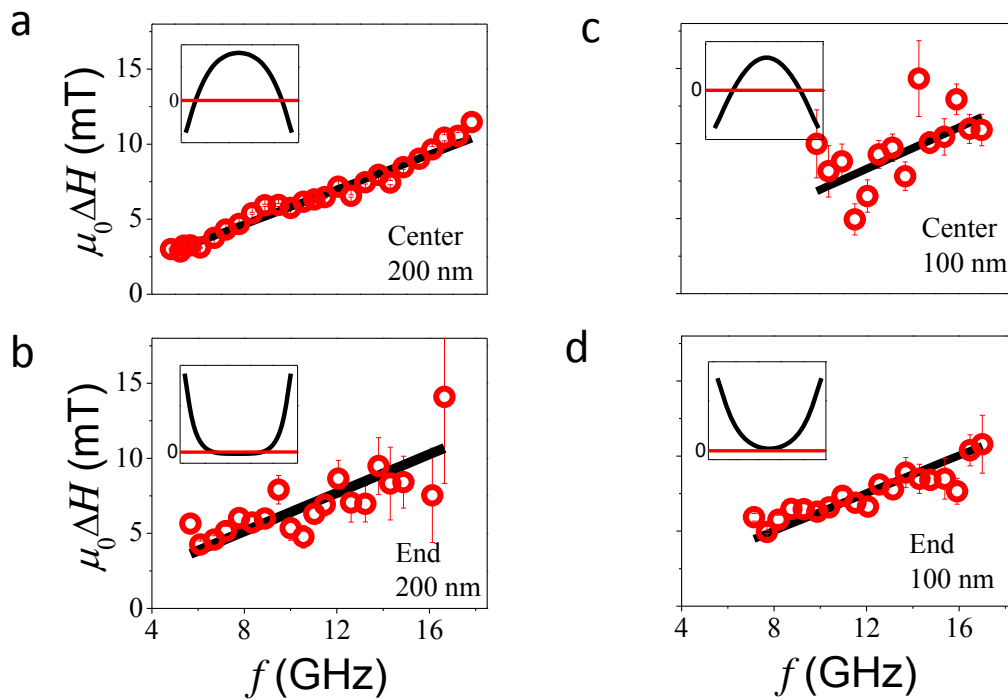 a
μ₀ΔH (mT)
15
10
5
0
0
Center
200 nm
c
0
Center
100 nm
b
μ₀ΔH (mT)
15
10
5
0
0
End
200 nm
4
8
12
16
f (GHz)
d
0
End
100 nm
4
8
12
16
f (GHz)